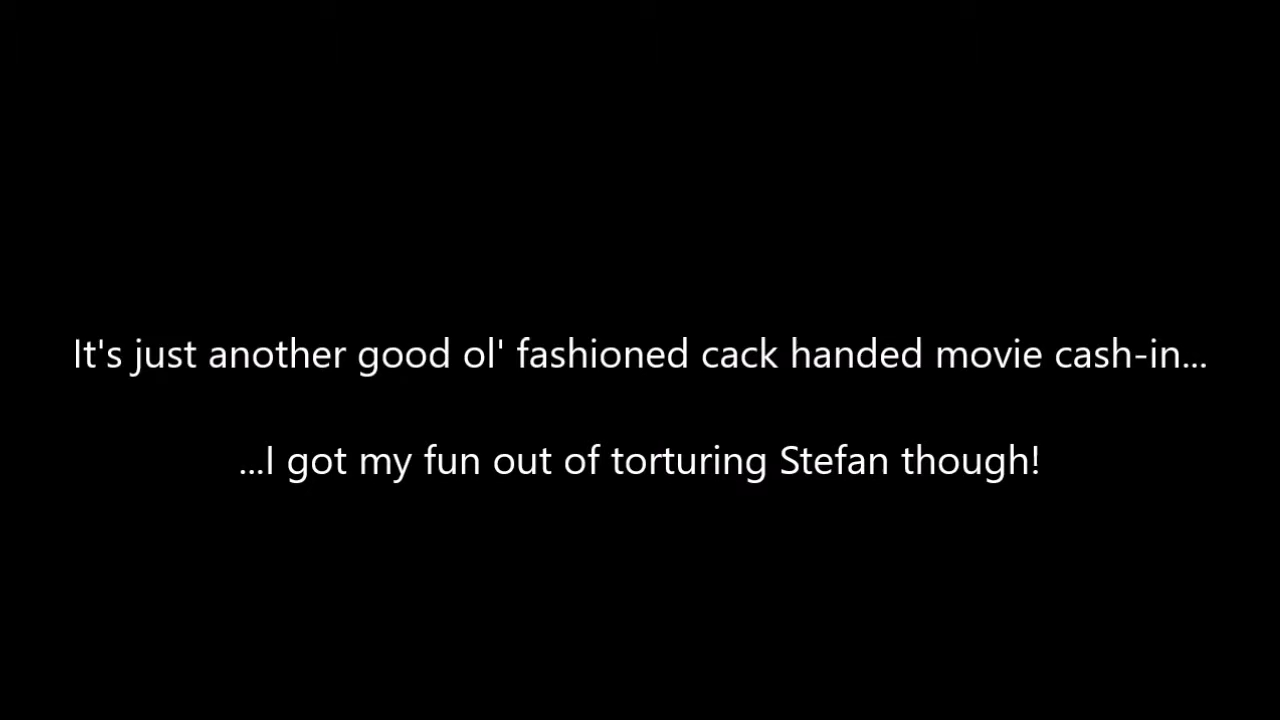 It's just another good ol' fashioned cack handed movie cash-in...
...I got my fun out of torturing Stefan though!